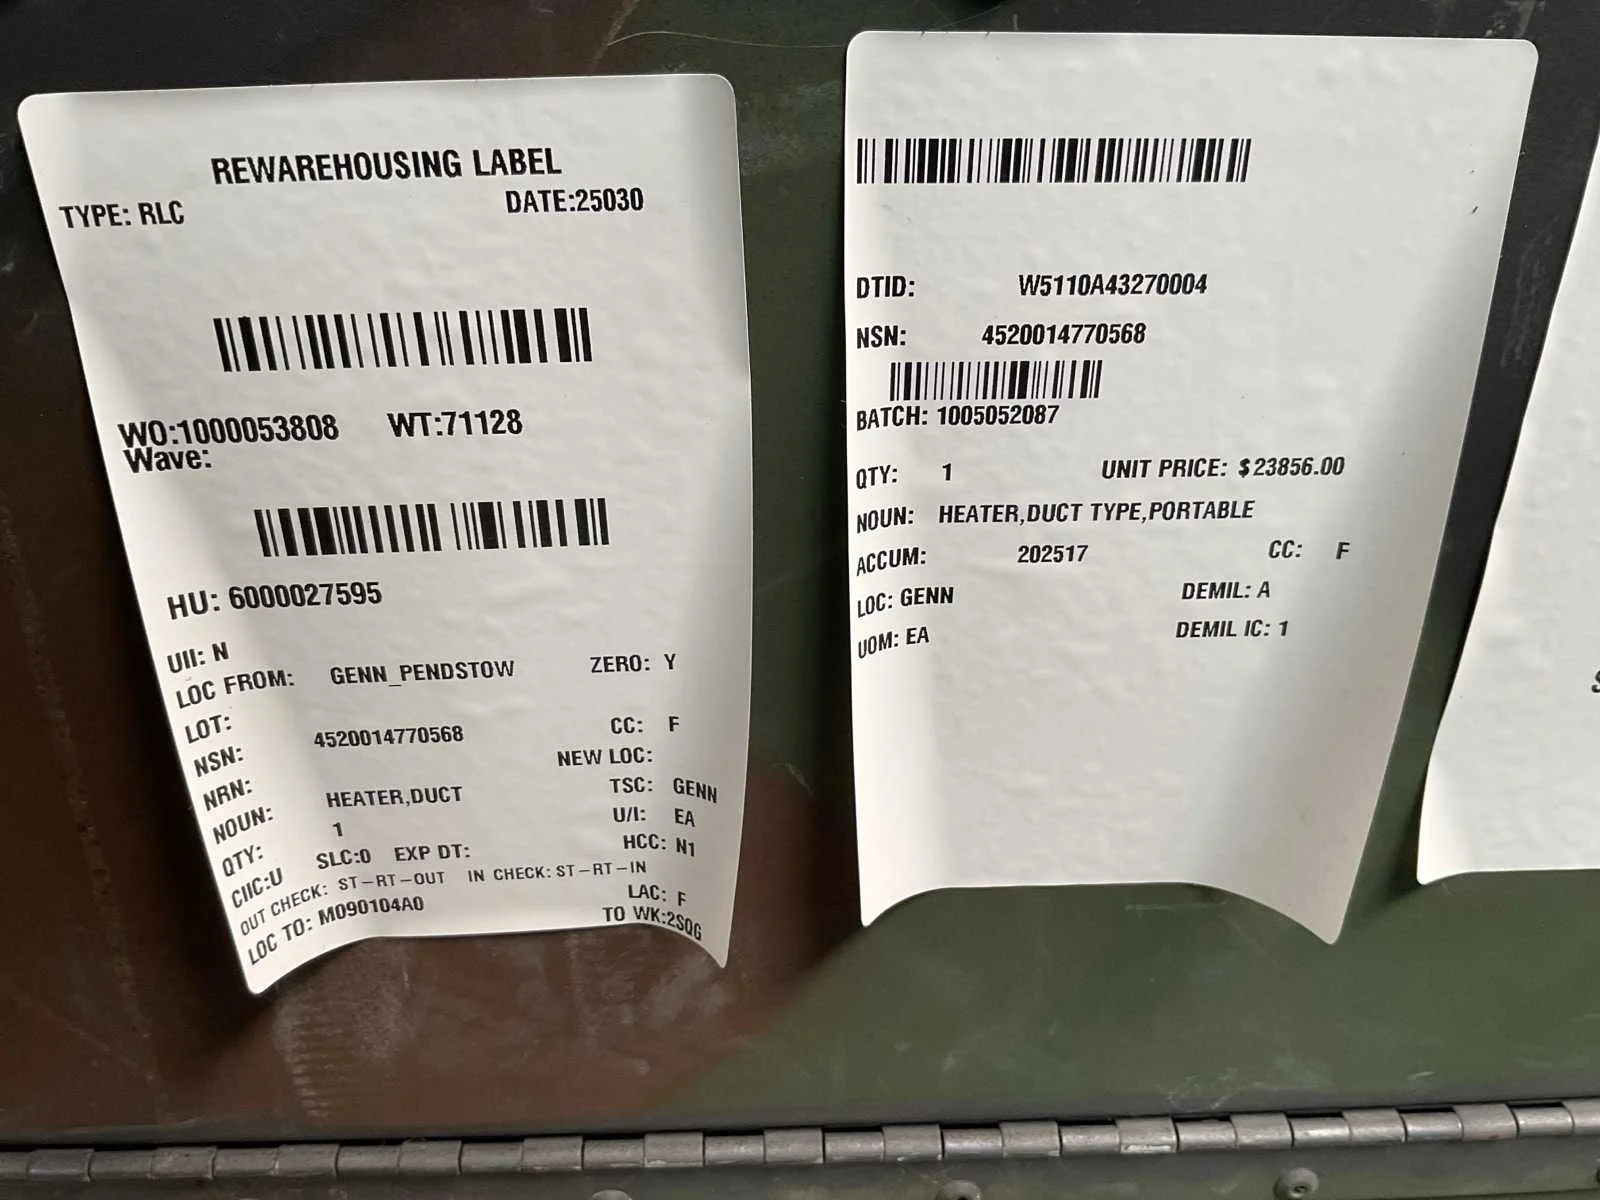 REWAREHOUSING LABEL
TYPE: RLC DATE:25030
WO:1000053808 WT:71128
Wave:
HU: 6000027595
UII: N
LOC FROM: GENN_PENDSTOW ZERO: Y
LOT:
NSN: 4520014770568 CC: F
NRN: NEW LOC:
NOUN: HEATER,DUCT TSC: GENN
QTY: 1 U/I: EA
CIIC:U SLC:0 EXP DT: HCC: N1
OUT CHECK: ST-RT-OUT IN CHECK: ST-RT-IN
LOC TO: M090104A0 LAC: F
TO WK:2SQG
DTID: W5110A43270004
NSN: 4520014770568
BATCH: 1005052087
QTY: 1 UNIT PRICE: $23856.00
NOUN: HEATER,DUCT TYPE,PORTABLE
ACCUM: 202517 CC: F
LOC: GENN DEMIL: A
UOM: EA DEMIL IC: 1